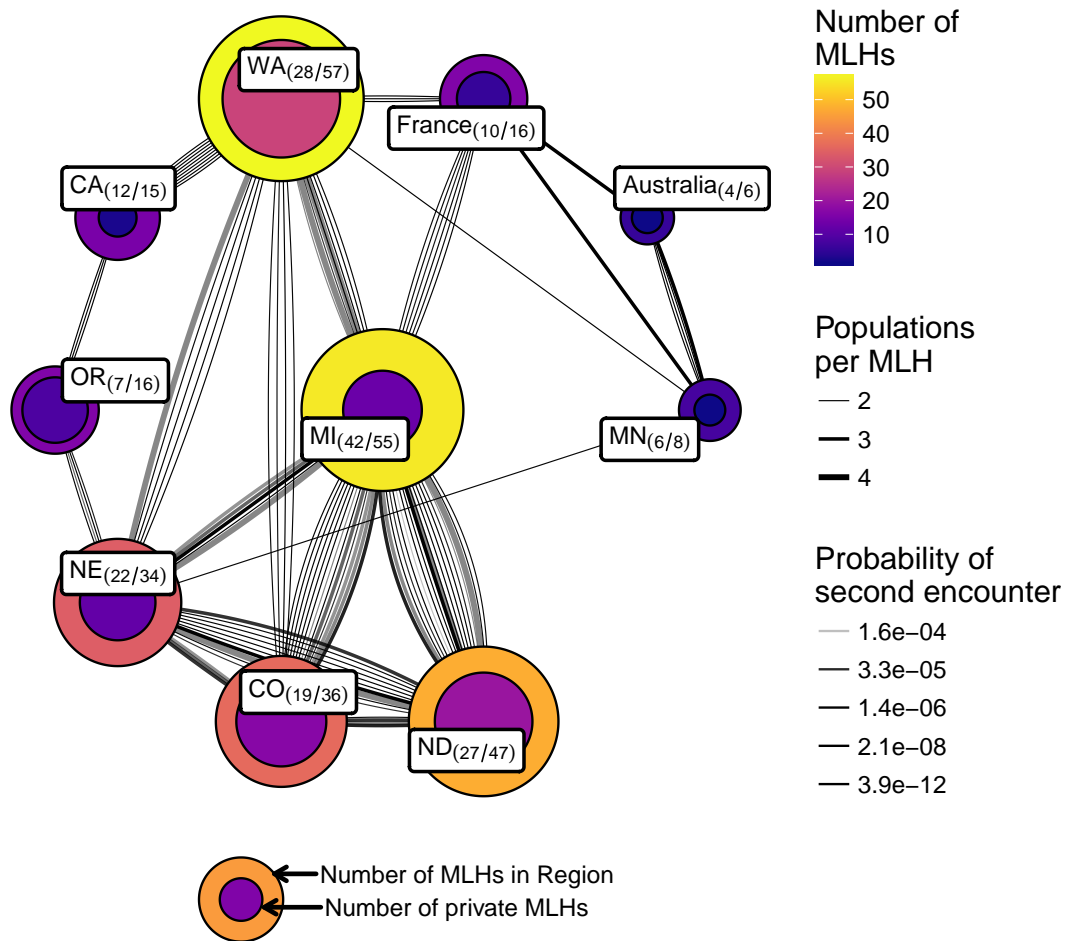 WA(28/57)
France(10/16)
CA(12/15)
Australia(4/6)
OR(7/16)
MI(42/55)
MN(6/8)
NE(22/34)
CO(19/36)
ND(27/47)
Number of MLHs in Region
Number of private MLHs
Number of
MLHs
50
40
30
20
10
Populations
per MLH
2
3
4
Probability of
second encounter
1.6e−04
3.3e−05
1.4e−06
2.1e−08
3.9e−12